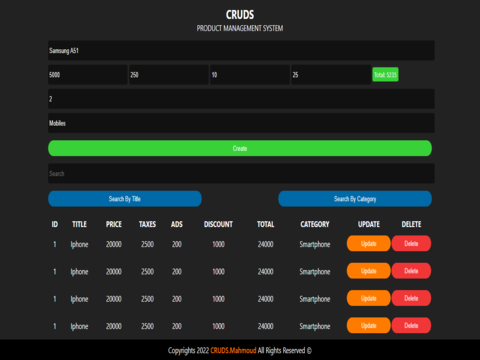 CRUDS
PRODUCT MANAGEMENT SYSTEM
Samsung A51
5000 250 10 25 Total: 5235
2
Mobiles
Create
Search
Search By Title Search By Category
ID TITLE PRICE TAXES ADS DISCOUNT TOTAL CATEGORY UPDATE DELETE
1 Iphone 20000 2500 200 1000 24000 Smartphone Update Delete
1 Iphone 20000 2500 200 1000 24000 Smartphone Update Delete
1 Iphone 20000 2500 200 1000 24000 Smartphone Update Delete
1 Iphone 20000 2500 200 1000 24000 Smartphone Update Delete
Copyrights 2022 CRUDS.Mahmoud All Rights Reserved ©